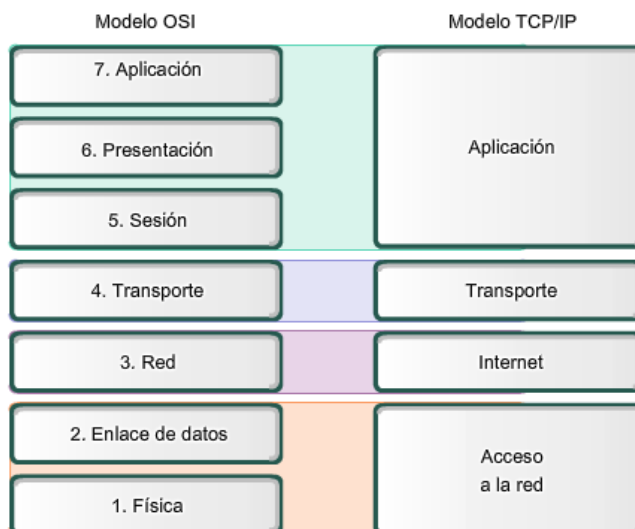 Modelo OSI
Modelo TCP/IP
7. Aplicación
6. Presentación
5. Sesión
4. Transporte
3. Red
2. Enlace de datos
1. Física
Aplicación
Transporte
Internet
Acceso
a la red